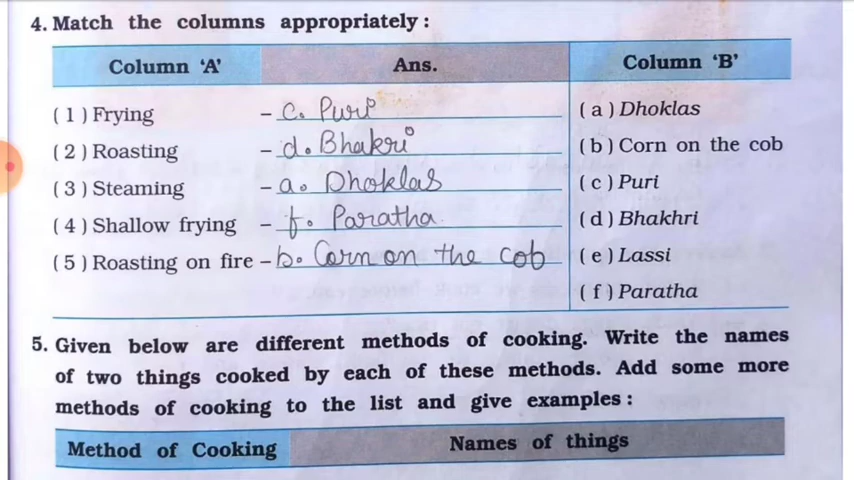 4. Match the columns appropriately :
Column 'A' Ans. Column 'B'
( 1 ) Frying – c. Puri ( a ) Dhoklas
( 2 ) Roasting – d. Bhakri ( b ) Corn on the cob
( 3 ) Steaming – a. Dhoklas ( c ) Puri
( 4 ) Shallow frying – f. Paratha ( d ) Bhakhri
( 5 ) Roasting on fire – b. Corn on the cob ( e ) Lassi
( f ) Paratha
5. Given below are different methods of cooking. Write the names
of two things cooked by each of these methods. Add some more
methods of cooking to the list and give examples :
Method of Cooking Names of things